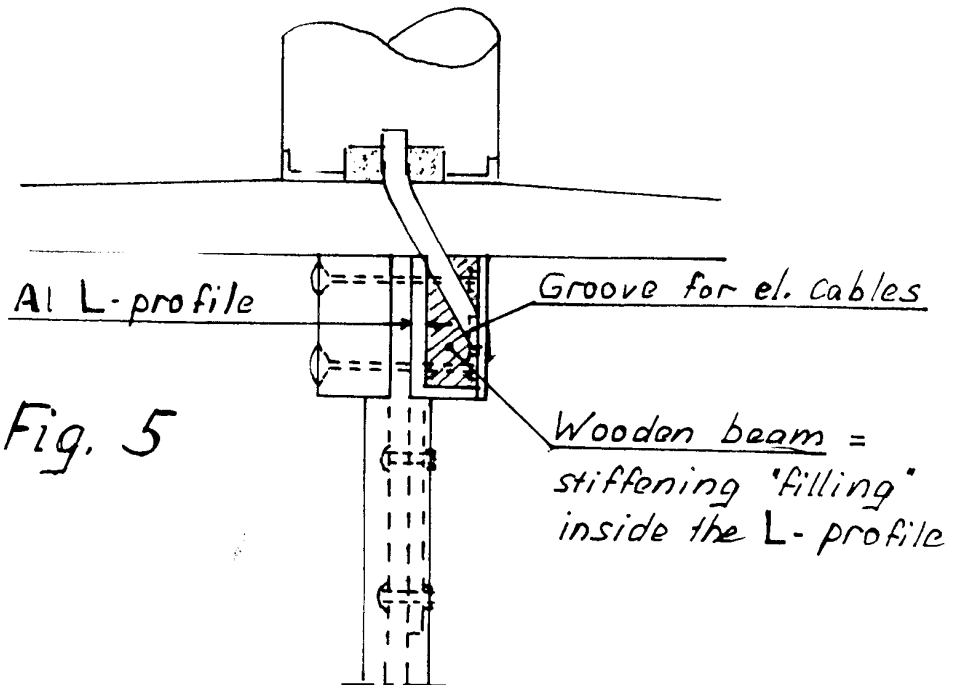 Al L-profile
Groove for el. cables
Fig. 5
Wooden beam =
stiffening "filling"
inside the L-profile